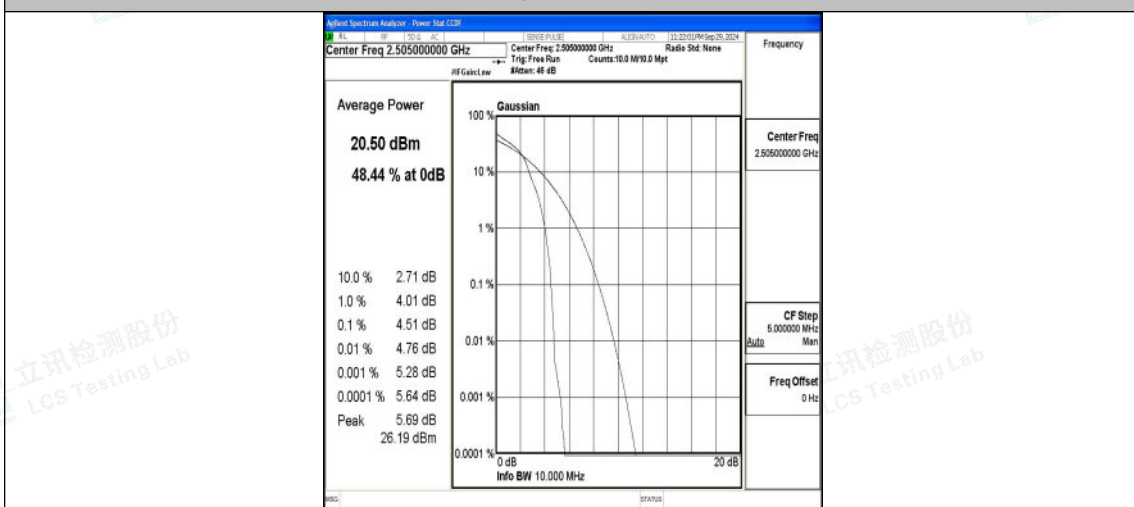 Agilent Spectrum Analyzer - Power Stat CCDF
RL RF 50 Ω AC SENSE:PULSE ALIGNAUTO 11:22:01PM Sep 29, 2024
Center Freq 2.505000000 GHz
Center Freq: 2.505000000 GHz Radio Std: None
Trig: Free Run Counts:10.0 M/10.0 Mpt
#IFGain:Low #Atten: 46 dB
Frequency
Center Freq
2.505000000 GHz
CF Step
5.000000 MHz
Auto Man
Freq Offset
0 Hz
Average Power
20.50 dBm
48.44 % at 0dB
10.0 % 2.71 dB
1.0 % 4.01 dB
0.1 % 4.51 dB
0.01 % 4.76 dB
0.001 % 5.28 dB
0.0001 % 5.64 dB
Peak 5.69 dB
26.19 dBm
Gaussian
100 %
10 %
1 %
0.1 %
0.01 %
0.001 %
0.0001 %
0 dB 20 dB
Info BW 10.000 MHz
MSG STATUS
立讯检测股份
LCS Testing Lab
立讯检测股份
LCS Testing Lab